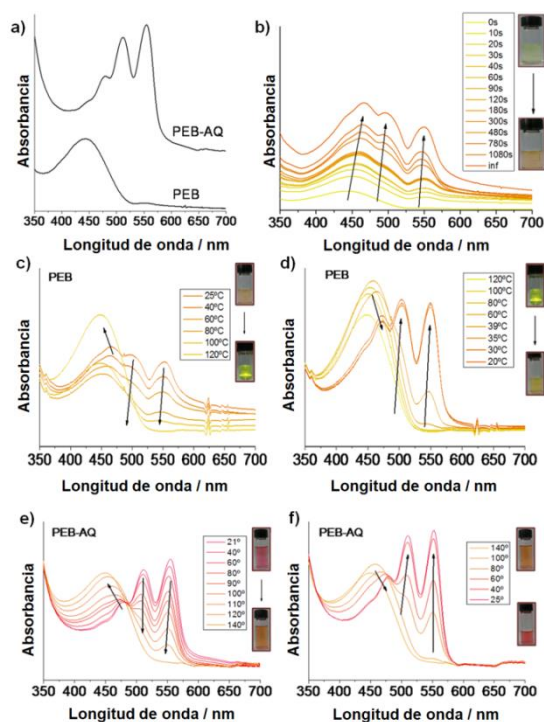 a)
Absorbancia
PEB-AQ
PEB
350 400 450 500 550 600 650 700
Longitud de onda / nm
b)
Absorbancia
0s
10s
20s
30s
40s
60s
90s
120s
180s
300s
480s
780s
1080s
inf
350 400 450 500 550 600 650 700
Longitud de onda / nm
c)
PEB
Absorbancia
25ºC
40ºC
60ºC
80ºC
100ºC
120ºC
350 400 450 500 550 600 650 700
Longitud de onda / nm
d)
PEB
Absorbancia
120ºC
100ºC
80ºC
60ºC
39ºC
35ºC
30ºC
20ºC
350 400 450 500 550 600 650 700
Longitud de onda / nm
e)
PEB-AQ
Absorbancia
21º
40º
60º
80º
90º
100º
110º
120º
140º
350 400 450 500 550 600 650 700
Longitud de onda / nm
f)
PEB-AQ
Absorbancia
140º
100º
80º
60º
40º
25º
350 400 450 500 550 600 650 700
Longitud de onda / nm